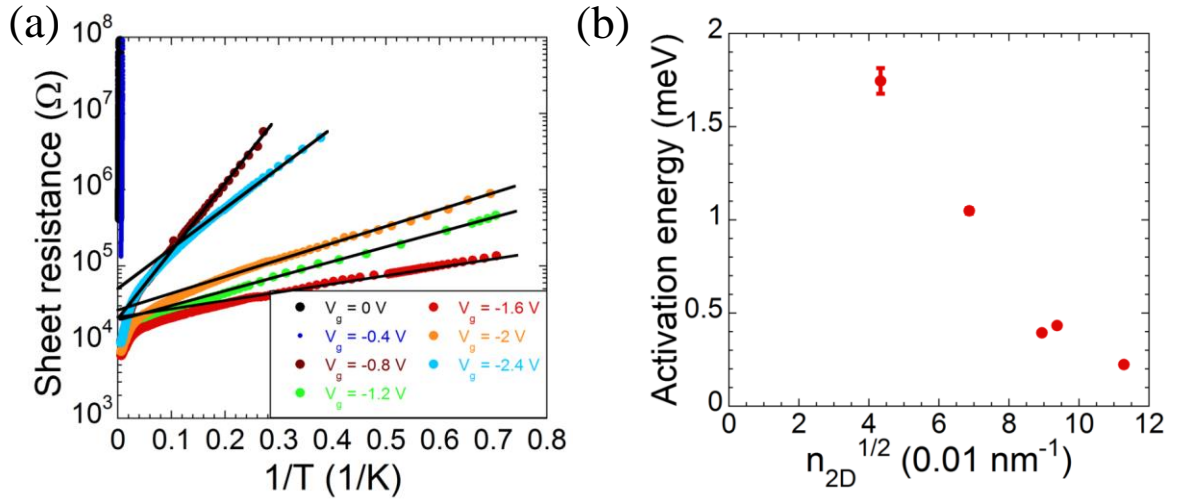 (a)
10^8
10^7
10^6
10^5
10^4
10^3
Sheet resistance (Ω)
V_g = 0 V
V_g = -0.4 V
V_g = -0.8 V
V_g = -1.2 V
V_g = -1.6 V
V_g = -2 V
V_g = -2.4 V
0 0.1 0.2 0.3 0.4 0.5 0.6 0.7 0.8
1/T (1/K)
(b)
2
1.5
1
0.5
0
Activation energy (meV)
0 2 4 6 8 10 12
n_2D^1/2 (0.01 nm^-1)